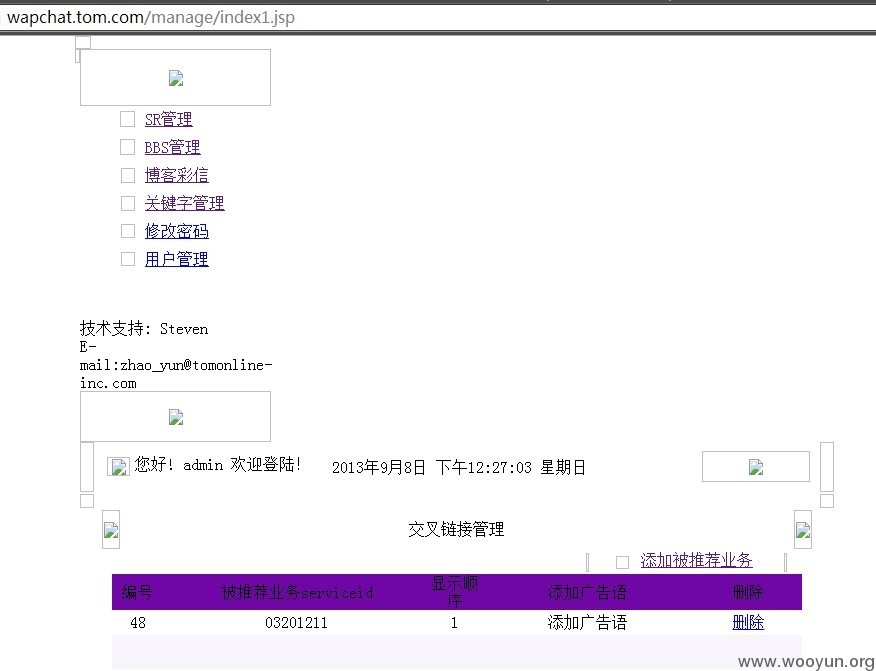 wapchat.tom.com/manage/index1.jsp
SR管理
BBS管理
博客彩信
关键字管理
修改密码
用户管理
技术支持: Steven
E-
mail:zhao_yun@tomonline-
inc.com
您好! admin 欢迎登陆!
2013年9月8日 下午12:27:03 星期日
交叉链接管理
添加被推荐业务
编号 被推荐业务serviceid 显示顺序 添加广告语 删除
48 03201211 1 添加广告语 删除
www.wooyun.org